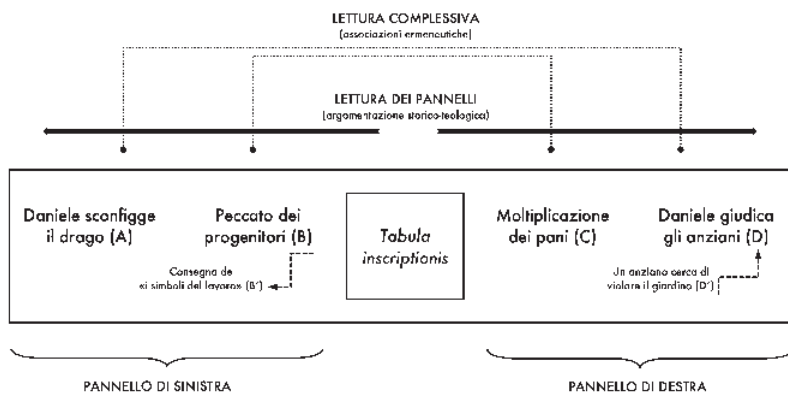 LETTURA COMPLESSIVA
(associazioni ermeneutiche)
LETTURA DEI PANNELLI
(argomentazione storico-teologica)
Daniele sconfigge
il drago (A)
Peccato dei
progenitori (B)
Consegna de
«i simboli del lavoro» (B')
Tabula
inscriptionis
Moltiplicazione
dei pani (C)
Daniele giudica
gli anziani (D)
Un anziano cerca di
violare il giardino (D')
PANNELLO DI SINISTRA
PANNELLO DI DESTRA